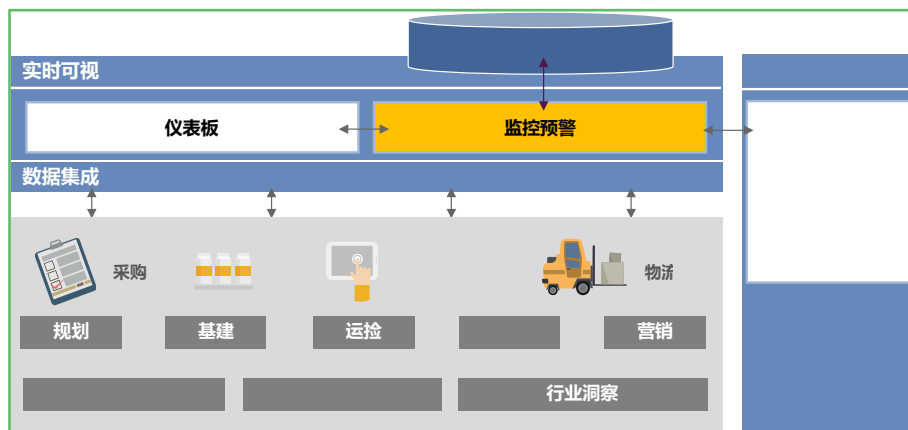 实时可视
仪表板
监控预警
数据集成
采购
物流
规划
基建
运检
营销
行业洞察